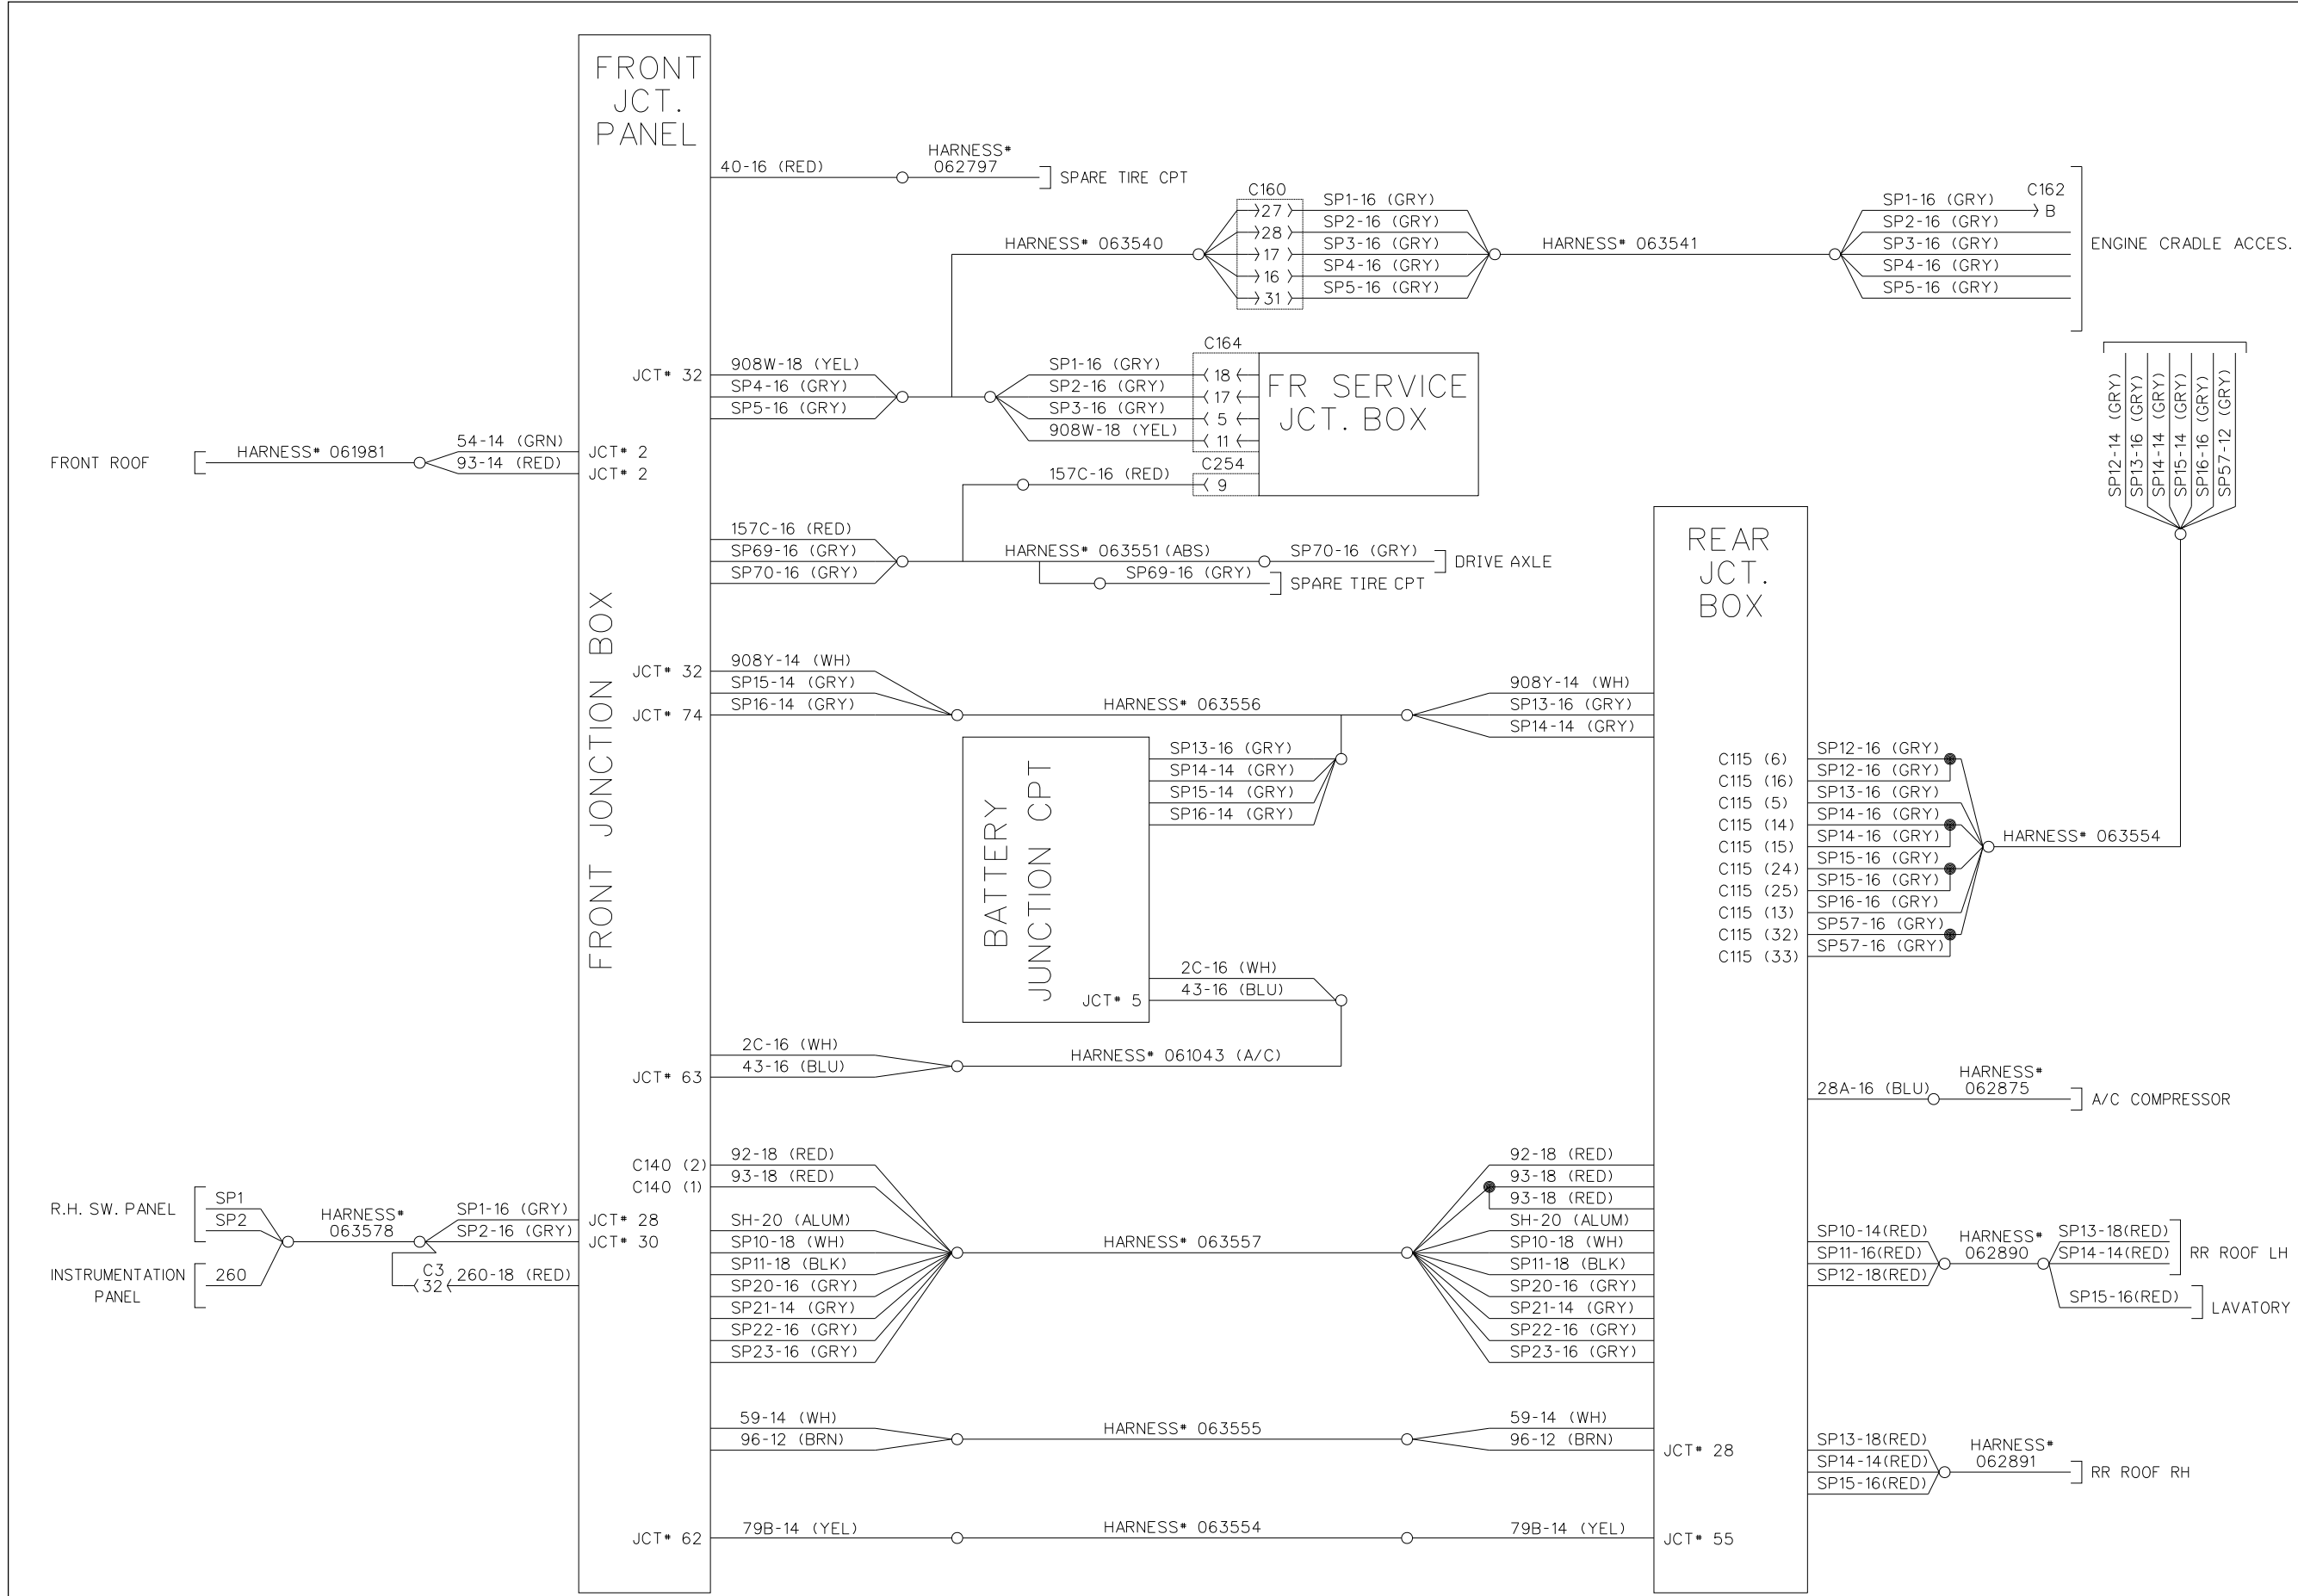 FRONT
JCT.
PANEL
FRONT JONCTION BOX
40-16 (RED)
HARNESS#
062797
SPARE TIRE CPT
C160
27
28
17
16
31
SP1-16 (GRY)
SP2-16 (GRY)
SP3-16 (GRY)
SP4-16 (GRY)
SP5-16 (GRY)
HARNESS# 063540
HARNESS# 063541
SP1-16 (GRY)
SP2-16 (GRY)
SP3-16 (GRY)
SP4-16 (GRY)
SP5-16 (GRY)
C162
B
ENGINE CRADLE ACCES.
JCT# 32
908W-18 (YEL)
SP4-16 (GRY)
SP5-16 (GRY)
SP1-16 (GRY)
SP2-16 (GRY)
SP3-16 (GRY)
908W-18 (YEL)
C164
18
17
5
11
FR SERVICE
JCT. BOX
157C-16 (RED)
C254
9
SP12-14 (GRY)
SP13-16 (GRY)
SP14-14 (GRY)
SP15-14 (GRY)
SP16-16 (GRY)
SP57-12 (GRY)
FRONT ROOF
HARNESS# 061981
54-14 (GRN)
93-14 (RED)
JCT# 2
JCT# 2
157C-16 (RED)
SP69-16 (GRY)
SP70-16 (GRY)
HARNESS# 063551 (ABS)
SP70-16 (GRY)
DRIVE AXLE
SP69-16 (GRY)
SPARE TIRE CPT
REAR
JCT.
BOX
JCT# 32
908Y-14 (WH)
SP15-14 (GRY)
JCT# 74
SP16-14 (GRY)
HARNESS# 063556
908Y-14 (WH)
SP13-16 (GRY)
SP14-14 (GRY)
BATTERY
JUNCTION CPT
SP13-16 (GRY)
SP14-14 (GRY)
SP15-14 (GRY)
SP16-14 (GRY)
2C-16 (WH)
43-16 (BLU)
JCT# 5
C115 (6)
C115 (16)
C115 (5)
C115 (14)
C115 (15)
C115 (24)
C115 (25)
C115 (13)
C115 (32)
C115 (33)
SP12-16 (GRY)
SP12-16 (GRY)
SP13-16 (GRY)
SP14-16 (GRY)
SP14-16 (GRY)
SP15-16 (GRY)
SP15-16 (GRY)
SP16-16 (GRY)
SP57-16 (GRY)
SP57-16 (GRY)
HARNESS# 063554
2C-16 (WH)
43-16 (BLU)
JCT# 63
HARNESS# 061043 (A/C)
28A-16 (BLU)
HARNESS#
062875
A/C COMPRESSOR
R.H. SW. PANEL
SP1
SP2
INSTRUMENTATION
PANEL
260
HARNESS#
063578
SP1-16 (GRY)
SP2-16 (GRY)
JCT# 28
JCT# 30
C3
32
260-18 (RED)
C140 (2)
C140 (1)
92-18 (RED)
93-18 (RED)
SH-20 (ALUM)
SP10-18 (WH)
SP11-18 (BLK)
SP20-16 (GRY)
SP21-14 (GRY)
SP22-16 (GRY)
SP23-16 (GRY)
HARNESS# 063557
92-18 (RED)
93-18 (RED)
93-18 (RED)
SH-20 (ALUM)
SP10-18 (WH)
SP11-18 (BLK)
SP20-16 (GRY)
SP21-14 (GRY)
SP22-16 (GRY)
SP23-16 (GRY)
SP10-14(RED)
SP11-16(RED)
SP12-18(RED)
HARNESS#
062890
SP13-18(RED)
SP14-14(RED)
RR ROOF LH
SP15-16(RED)
LAVATORY
59-14 (WH)
96-12 (BRN)
HARNESS# 063555
59-14 (WH)
96-12 (BRN)
JCT# 28
SP13-18(RED)
SP14-14(RED)
SP15-16(RED)
HARNESS#
062891
RR ROOF RH
JCT# 62
79B-14 (YEL)
HARNESS# 063554
79B-14 (YEL)
JCT# 55